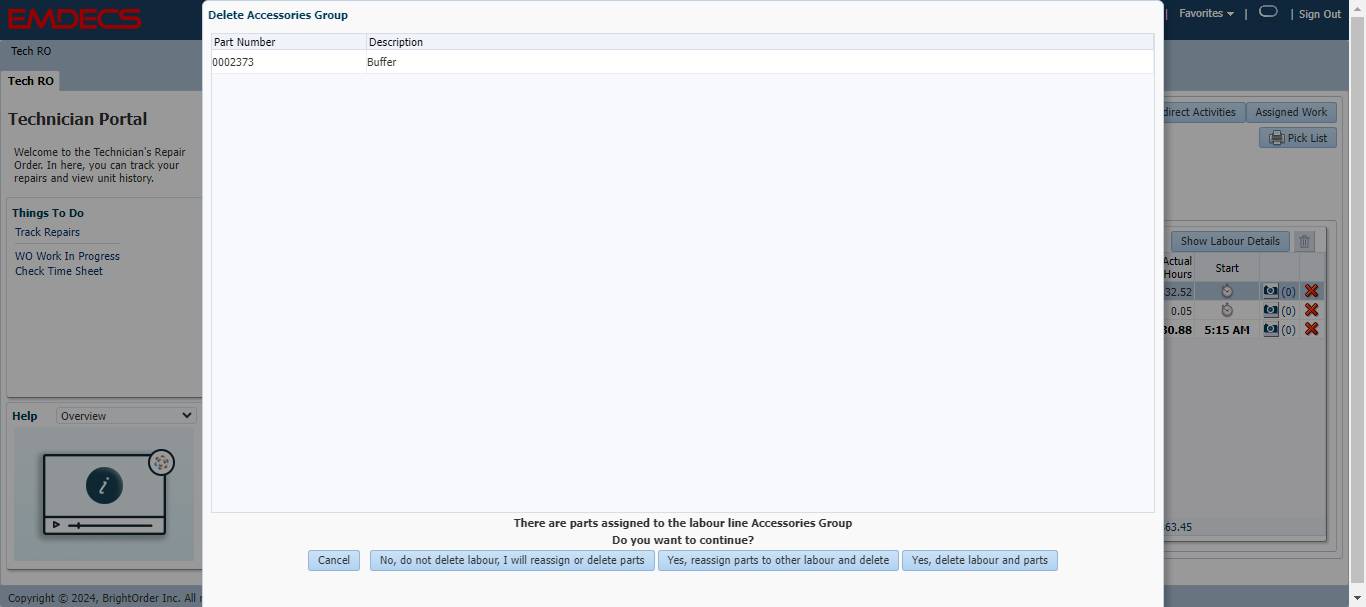 EMDECS
Favorites
Sign Out
Tech RO
Tech RO
Technician Portal
Welcome to the Technician's Repair
Order. In here, you can track your
repairs and view unit history.
Things To Do
Track Repairs
WO Work In Progress
Check Time Sheet
Help
Overview
Copyright © 2024, BrightOrder Inc. All
Delete Accessories Group
Part Number Description
0002373 Buffer
There are parts assigned to the labour line Accessories Group
Do you want to continue?
Cancel
No, do not delete labour, I will reassign or delete parts
Yes, reassign parts to other labour and delete
Yes, delete labour and parts
Activities
Assigned Work
Pick List
Show Labour Details
Actual
Hours
Start
32.52 (0)
0.05 (0)
30.88 5:15 AM (0)
63.45